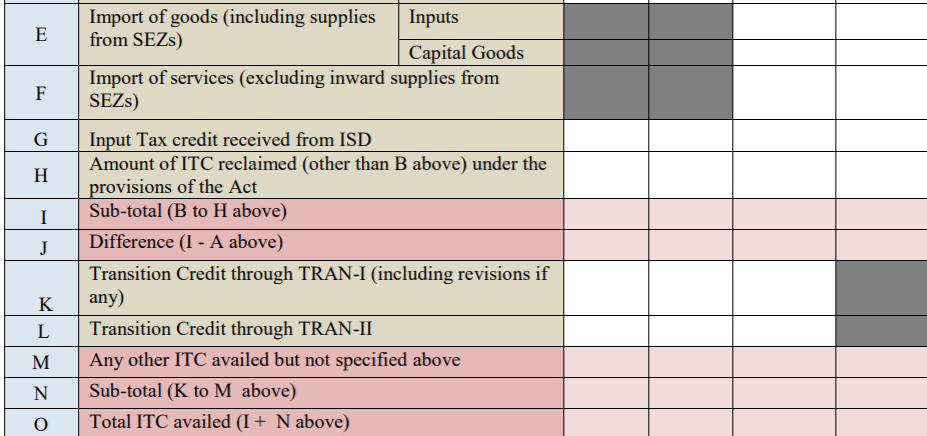 E
Import of goods (including supplies
from SEZs)
Inputs
Capital Goods
F
Import of services (excluding inward supplies from
SEZs)
G
Input Tax credit received from ISD
H
Amount of ITC reclaimed (other than B above) under the
provisions of the Act
I
Sub-total (B to H above)
J
Difference (I - A above)
K
Transition Credit through TRAN-I (including revisions if
any)
L
Transition Credit through TRAN-II
M
Any other ITC availed but not specified above
N
Sub-total (K to M above)
O
Total ITC availed (I + N above)